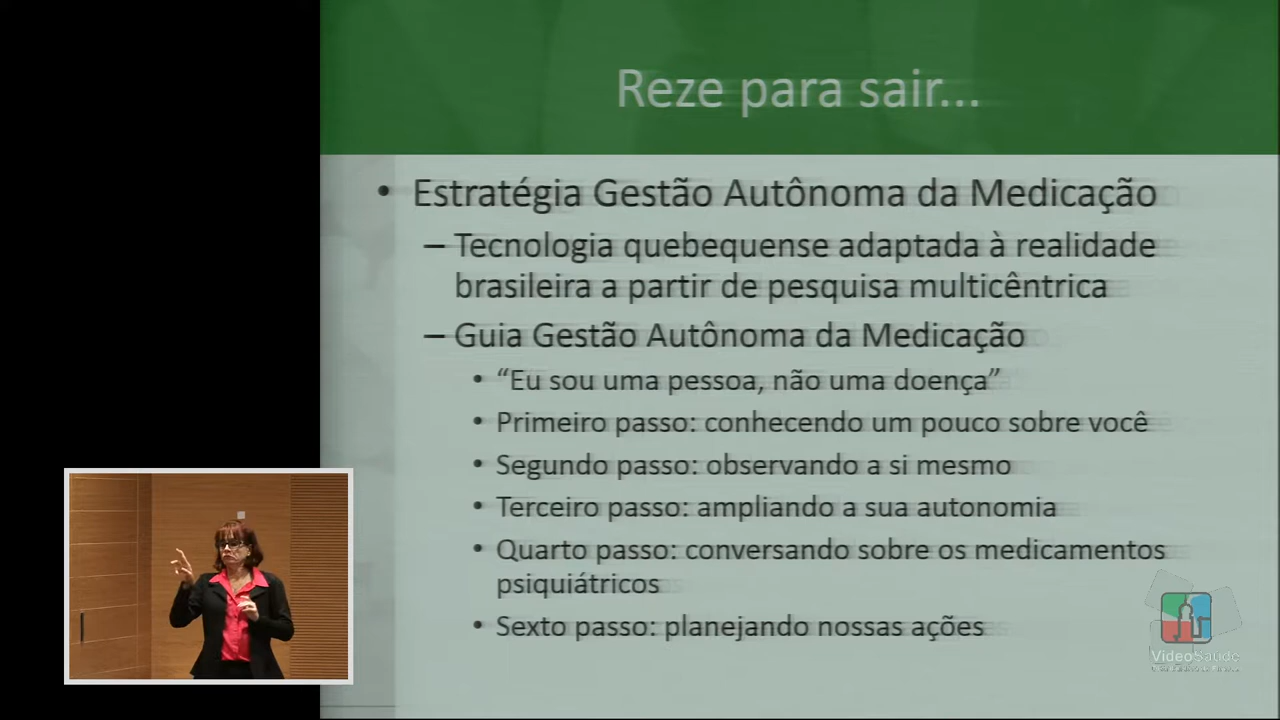 Reze para sair...
• Estratégia Gestão Autônoma da Medicação
– Tecnologia quebequense adaptada à realidade
brasileira a partir de pesquisa multicêntrica
– Guia Gestão Autônoma da Medicação
• “Eu sou uma pessoa, não uma doença”
• Primeiro passo: conhecendo um pouco sobre você
• Segundo passo: observando a si mesmo
• Terceiro passo: ampliando a sua autonomia
• Quarto passo: conversando sobre os medicamentos
psiquiátricos
• Sexto passo: planejando nossas ações
VideoSaúde